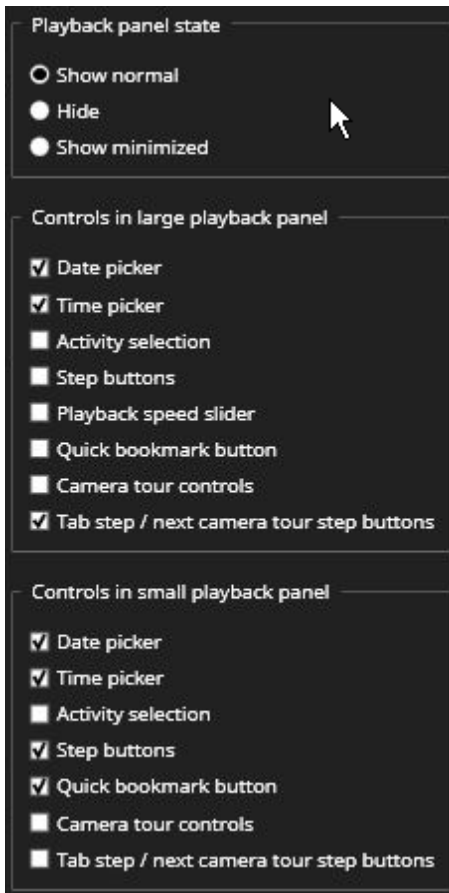 Playback panel state
Show normal
Hide
Show minimized
Controls in large playback panel
Date picker
Time picker
Activity selection
Step buttons
Playback speed slider
Quick bookmark button
Camera tour controls
Tab step / next camera tour step buttons
Controls in small playback panel
Date picker
Time picker
Activity selection
Step buttons
Quick bookmark button
Camera tour controls
Tab step / next camera tour step buttons